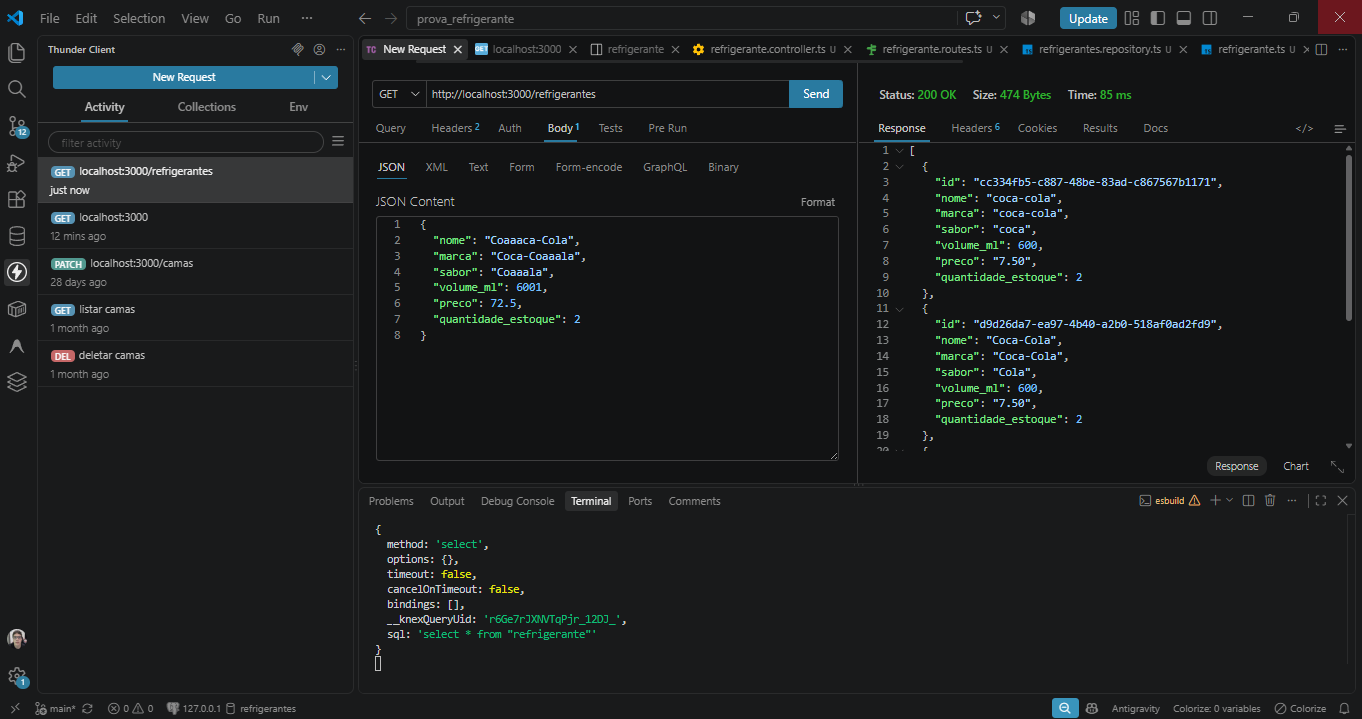 File Edit Selection View Go Run ··· prova_refrigerante Update
Thunder Client
New Request
Activity Collections Env
filter activity
GET localhost:3000/refrigerantes
just now
GET localhost:3000
12 mins ago
PATCH localhost:3000/camas
28 days ago
GET listar camas
1 month ago
DEL deletar camas
1 month ago
12
1
TC New Request GET localhost:3000 refrigerante refrigerante.controller.ts U refrigerante.routes.ts U refrigerantes.repository.ts U refrigerante.ts U
GET http://localhost:3000/refrigerantes Send
Query Headers 2 Auth Body 1 Tests Pre Run
JSON XML Text Form Form-encode GraphQL Binary
JSON Content Format
1 {
2 "nome": "Coaaaca-Cola",
3 "marca": "Coca-Coaaala",
4 "sabor": "Coaaala",
5 "volume_ml": 6001,
6 "preco": 72.5,
7 "quantidade_estoque": 2
8 }
Status: 200 OK Size: 474 Bytes Time: 85 ms
Response Headers 6 Cookies Results Docs </>
1 [
2 {
3 "id": "cc334fb5-c887-48be-83ad-c867567b1171",
4 "nome": "coca-cola",
5 "marca": "coca-cola",
6 "sabor": "coca",
7 "volume_ml": 600,
8 "preco": "7.50",
9 "quantidade_estoque": 2
10 },
11 {
12 "id": "d9d26da7-ea97-4b40-a2b0-518af0ad2fd9",
13 "nome": "Coca-Cola",
14 "marca": "Coca-Cola",
15 "sabor": "Cola",
16 "volume_ml": 600,
17 "preco": "7.50",
18 "quantidade_estoque": 2
19 },
20 {
Response Chart
Problems Output Debug Console Terminal Ports Comments esbuild
{
method: 'select',
options: {},
timeout: false,
cancelOnTimeout: false,
bindings: [],
__knexQueryUid: 'r6Ge7rJXNVTqPjr_12DJ_',
sql: 'select * from "refrigerante"'
}
main* 0 0 127.0.0.1 refrigerantes Antigravity Colorize: 0 variables Colorize